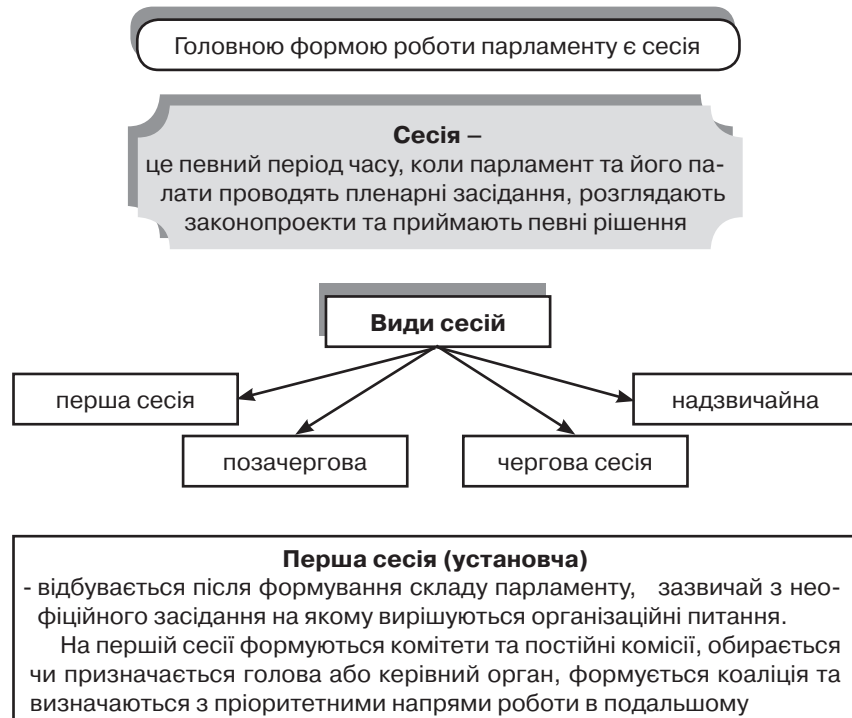 Головною формою роботи парламенту є сесія
Сесія –
це певний період часу, коли парламент та його па-
лати проводять пленарні засідання, розглядають
законопроекти та приймають певні рішення
Види сесій
перша сесія
надзвичайна
позачергова
чергова сесія
Перша сесія (установча)
- відбувається після формування складу парламенту, зазвичай з нео-
фіційного засідання на якому вирішуються організаційні питання.
На першій сесії формуються комітети та постійні комісії, обирається
чи призначається голова або керівний орган, формується коаліція та
визначаються з пріоритетними напрями роботи в подальшому